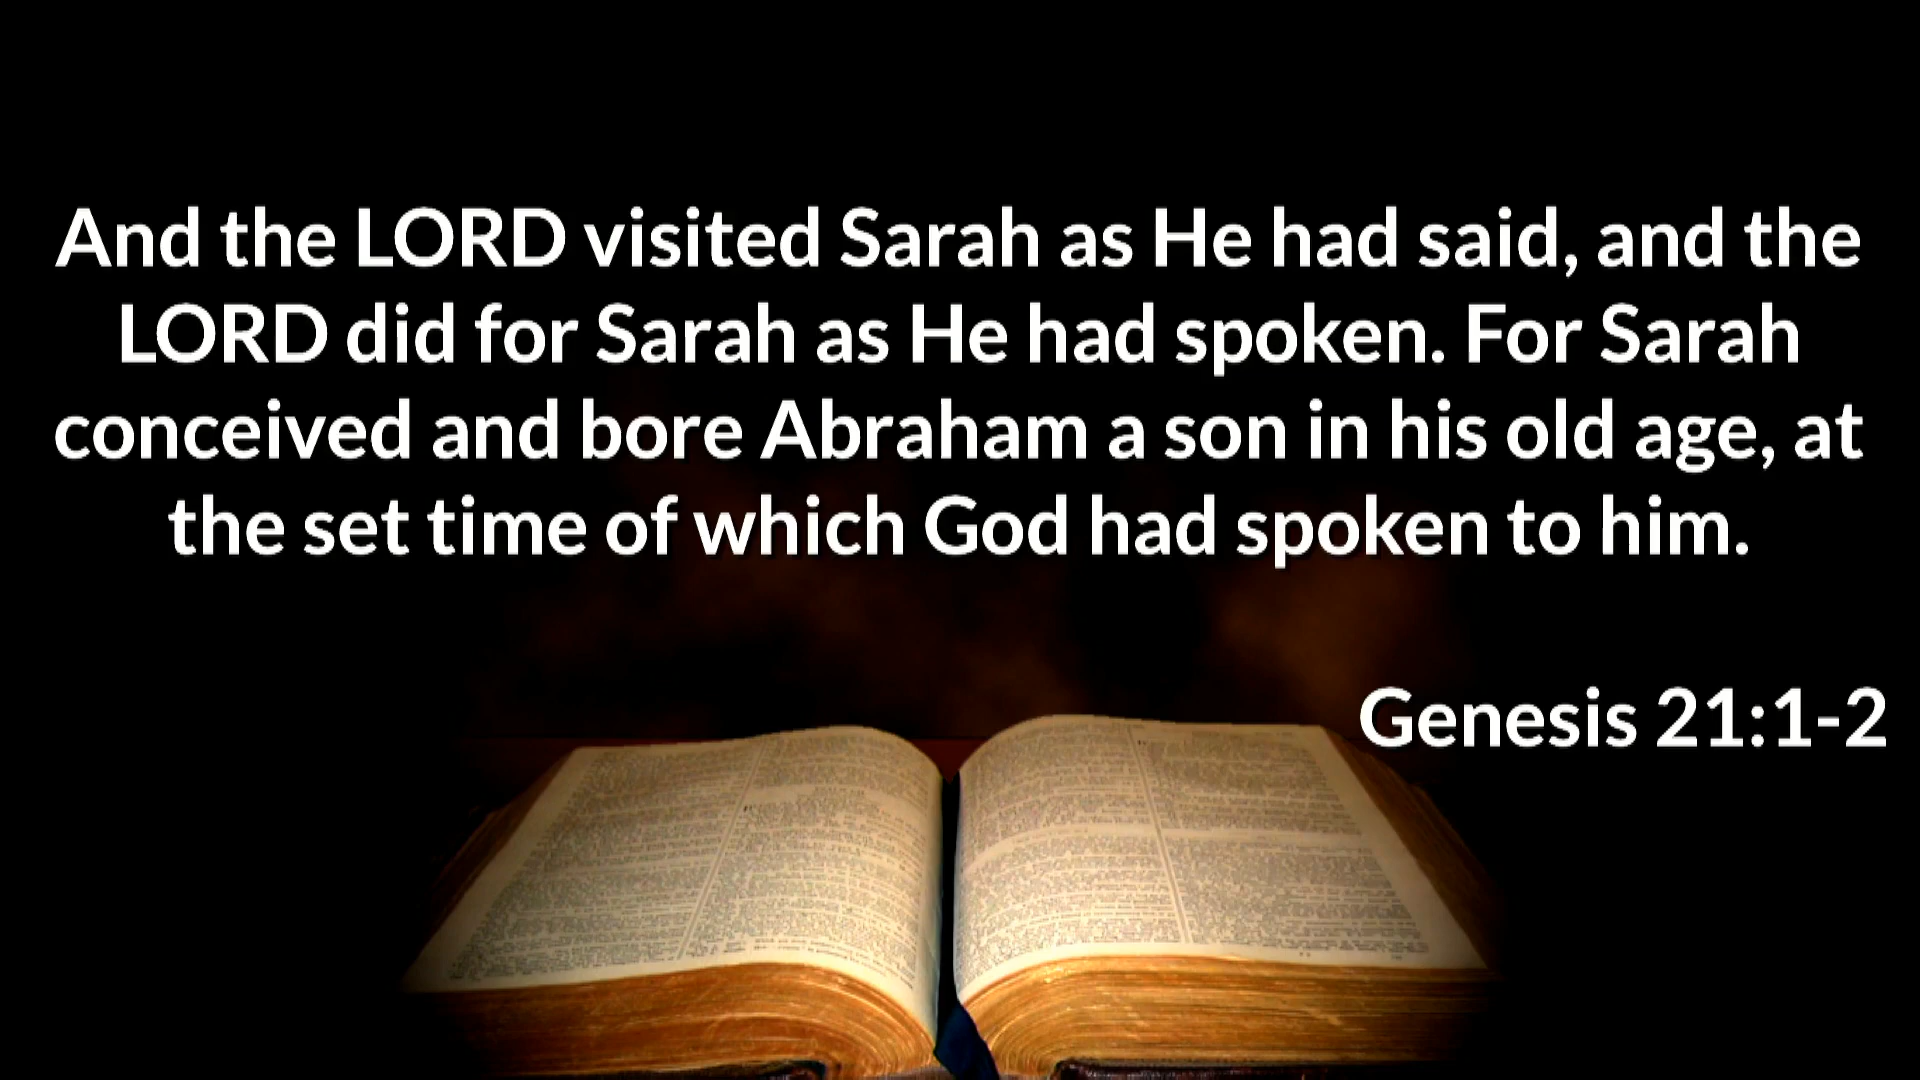 And the LORD visited Sarah as He had said, and the
LORD did for Sarah as He had spoken. For Sarah
conceived and bore Abraham a son in his old age, at
the set time of which God had spoken to him.
Genesis 21:1-2